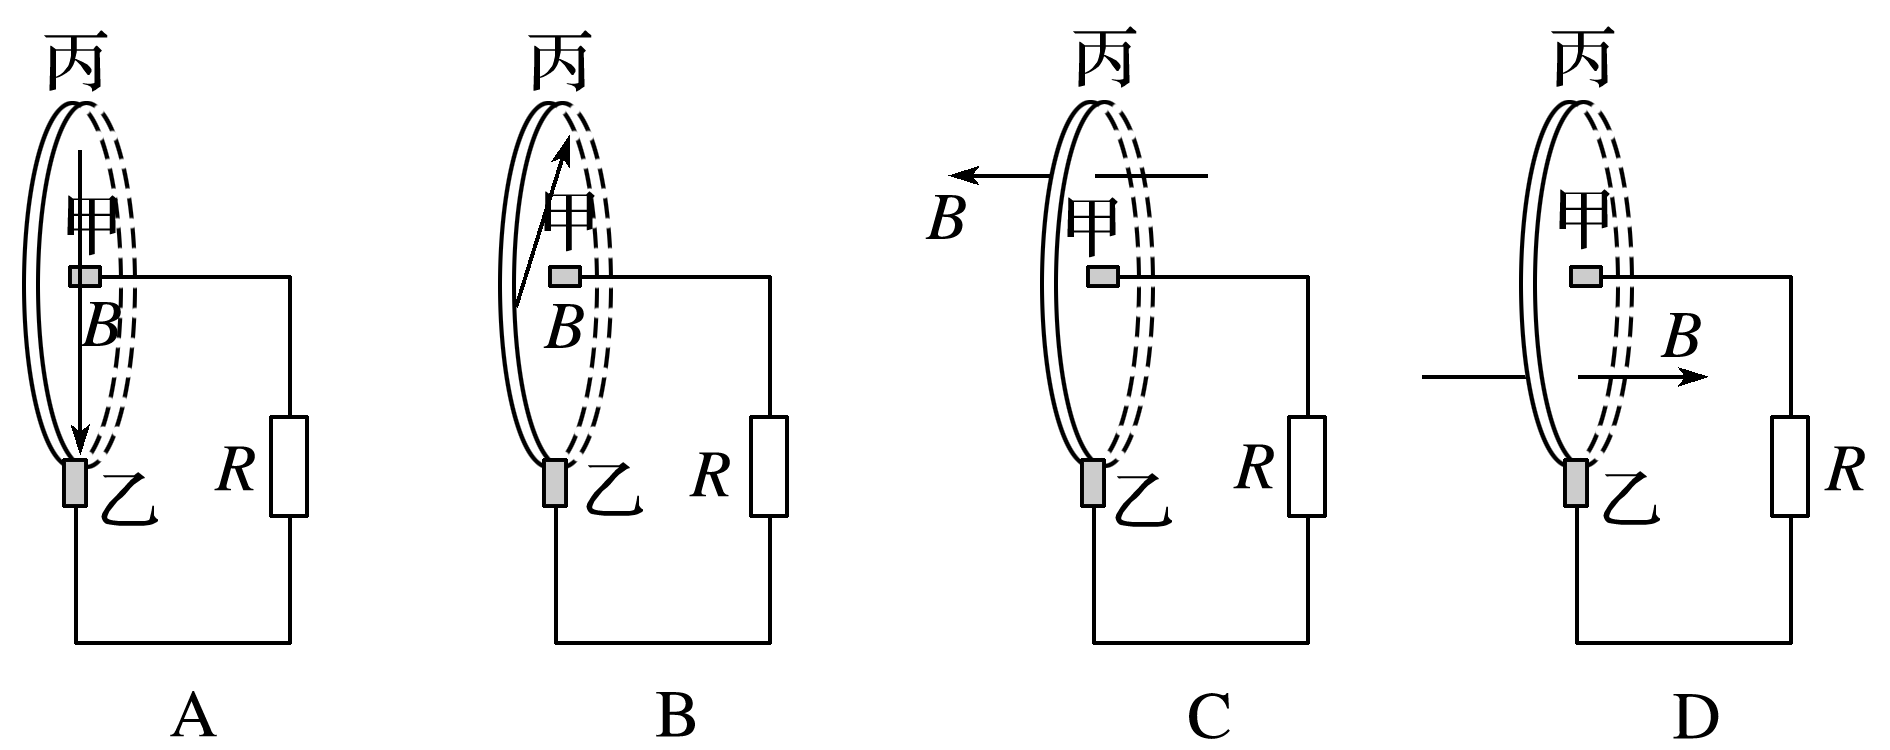 丙 丙 丙 丙
甲 甲 B 甲 甲
B B B
R R R R
乙 乙 乙 乙
A B C D